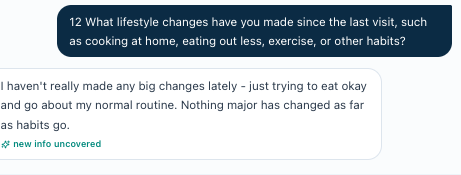 12 What lifestyle changes have you made since the last visit, such
as cooking at home, eating out less, exercise, or other habits?
I haven't really made any big changes lately - just trying to eat okay
and go about my normal routine. Nothing major has changed as far
as habits go.
new info uncovered